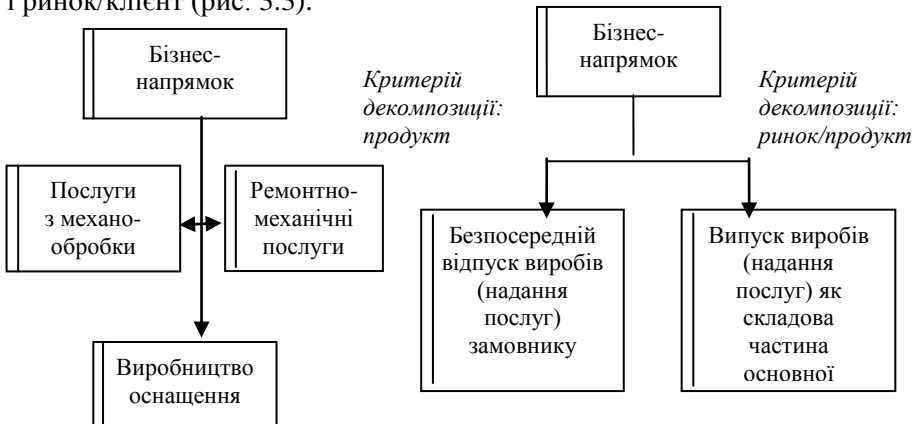 і ринок/клієнт (рис. 3.3).
Бізнес-
напрямок
Критерій
декомпозиції:
продукт
Бізнес-
напрямок
Критерій
декомпозиції:
ринок/продукт
Послуги
з механо-
обробки
Ремонтно-
механічні
послуги
Безпосередній
відпуск виробів
(надання
послуг)
замовнику
Випуск виробів
(надання
послуг) як
складова
частина
основної
Виробництво
оснащення